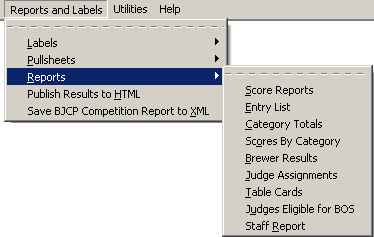 Reports and Labels Utilities Help
Labels
Pullsheets
Reports
Publish Results to HTML
Save BJCP Competition Report to XML
Score Reports
Entry List
Category Totals
Scores By Category
Brewer Results
Judge Assignments
Table Cards
Judges Eligible for BOS
Staff Report